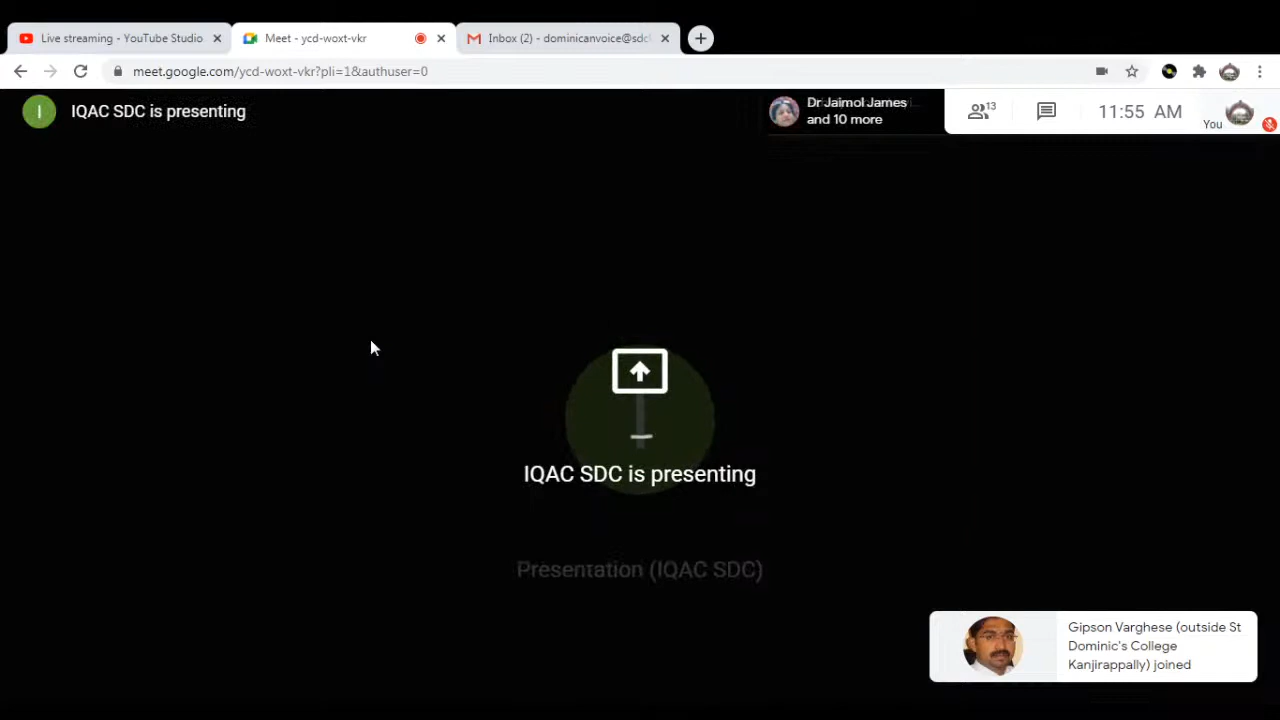 Live streaming - YouTube Studio
Meet - ycd-woxt-vkr
Inbox (2) - dominicanvoice@sdc
meet.google.com/ycd-woxt-vkr?pli=1&authuser=0
I
IQAC SDC is presenting
Dr Jaimol James
and 10 more
13
11:55 AM
You
IQAC SDC is presenting
Presentation (IQAC SDC)
Gipson Varghese (outside St
Dominic's College
Kanjirappally) joined